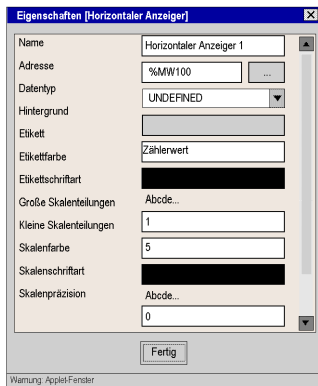 Eigenschaften [Horizontaler Anzeiger]
Name Horizontaler Anzeiger 1
Adresse %MW100 ...
Datentyp UNDEFINED
Hintergrund
Etikett Zählerwert
Etikettfarbe
Etikettschriftart Abcde...
Große Skalenteilungen 1
Kleine Skalenteilungen 5
Skalenfarbe
Skalenschriftart Abcde...
Skalenpräzision 0
Fertig
Warnung: Applet-Fenster